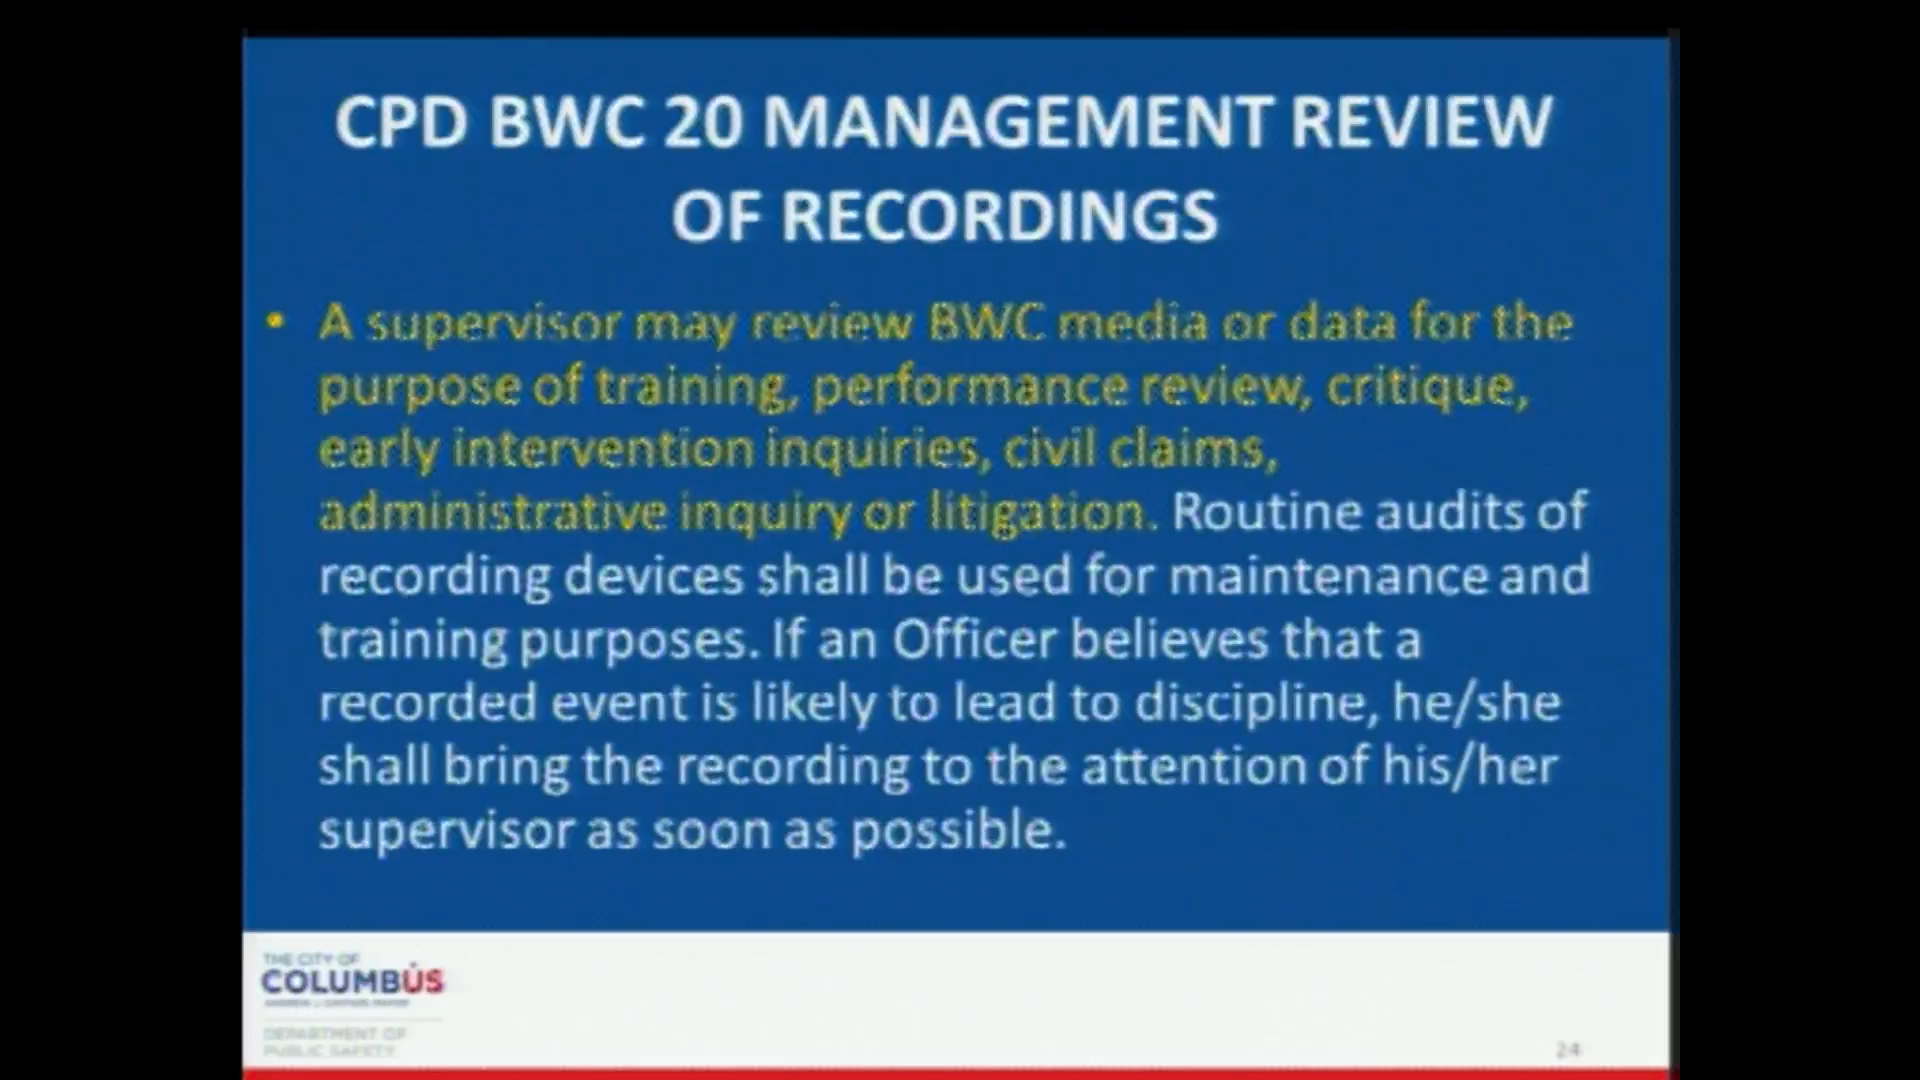 CPD BWC 20 MANAGEMENT REVIEW
OF RECORDINGS
• A supervisor may review BWC media or data for the
purpose of training, performance review, critique,
early intervention inquiries, civil claims,
administrative inquiry or litigation. Routine audits of
recording devices shall be used for maintenance and
training purposes. If an Officer believes that a
recorded event is likely to lead to discipline, he/she
shall bring the recording to the attention of his/her
supervisor as soon as possible.
THE CITY OF
COLUMBUS
DEPARTMENT OF
PUBLIC SAFETY
24